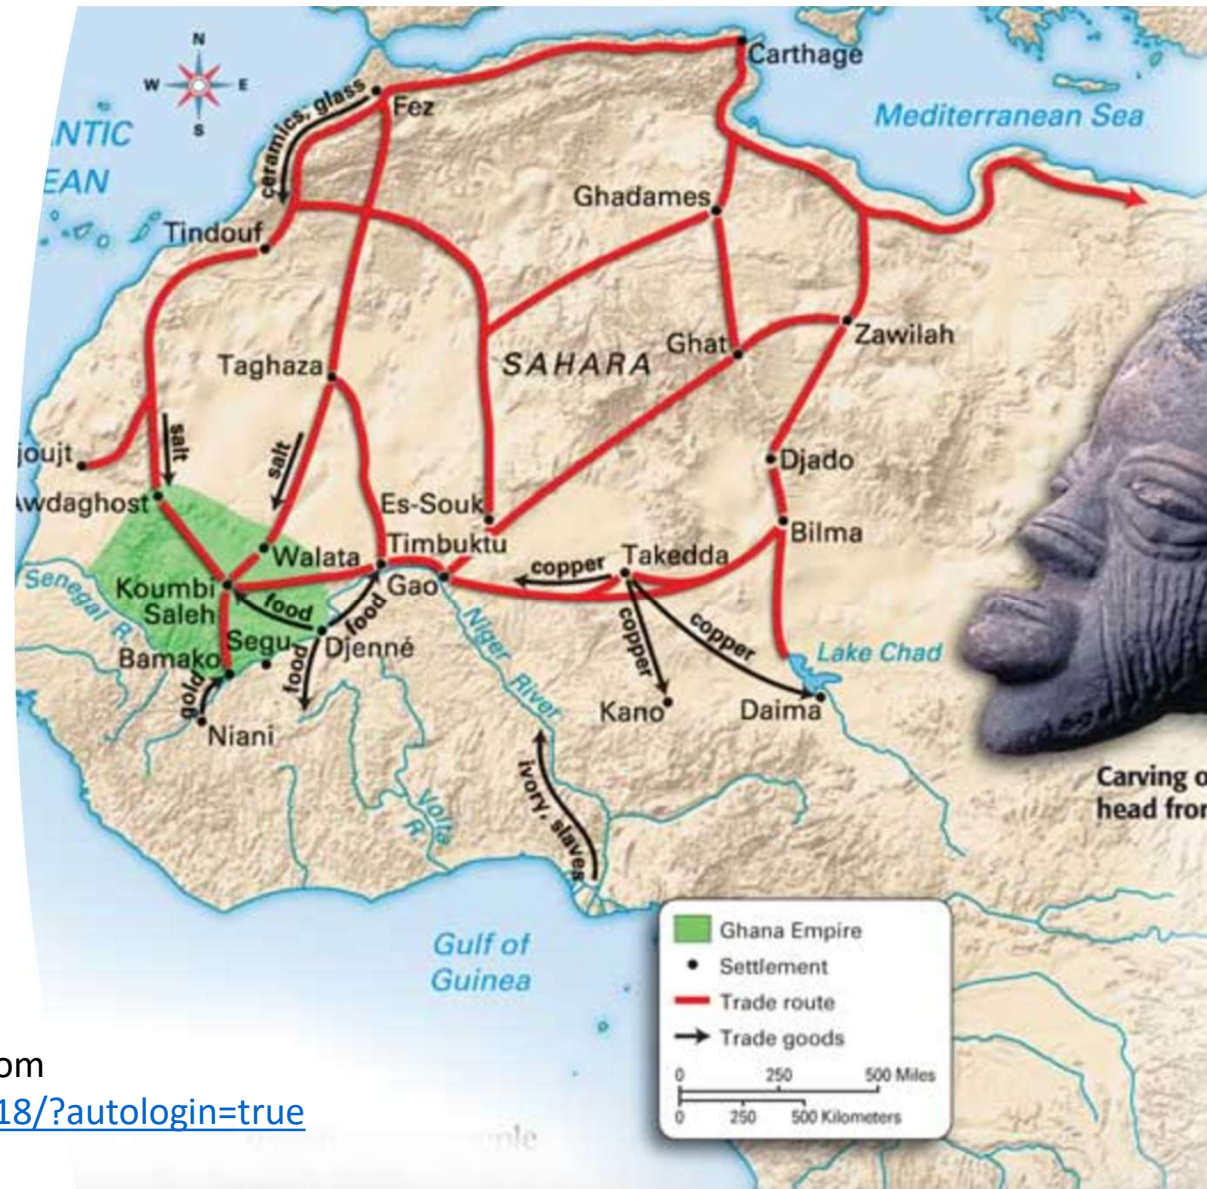 N
W E
S
NTIC
EAN
ceramics, glass
Fez
Carthage
Mediterranean Sea
Ghadames
Tindouf
Taghaza
SAHARA
Ghat
Zawilah
salt
salt
joujt
Awdaghost
Es-Souk
Djado
Bilma
Walata
Timbuktu
Takedda
copper
Senegal R.
Koumbi
Saleh
food
food
Gao
Niger River
copper
copper
Segu
Djenné
Bamako
food
Lake Chad
gold
Niani
Kano
Daima
ivory, slaves
Volta
R.
Carving o
head fror
Gulf of
Guinea
Ghana Empire
Settlement
Trade route
Trade goods
0 250 500 Miles
0 250 500 Kilometers
om
18/?autologin=true